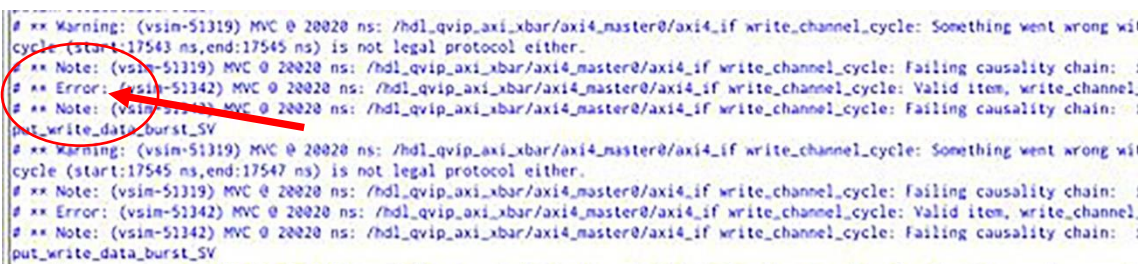 # ** Warning: (vsim-51319) MVC @ 20020 ns: /hdl_qvip_axi_xbar/axi4_master0/axi4_if write_channel_cycle: Something went wrong wit
cycle (start:17543 ns,end:17545 ns) is not legal protocol either.
# ** Note: (vsim-51319) MVC @ 20020 ns: /hdl_qvip_axi_xbar/axi4_master0/axi4_if write_channel_cycle: Failing causality chain:
# ** Error: (vsim-51342) MVC @ 20020 ns: /hdl_qvip_axi_xbar/axi4_master0/axi4_if write_channel_cycle: Valid item, write_channel_
# ** Note: (vsim-51342) MVC @ 20020 ns: /hdl_qvip_axi_xbar/axi4_master0/axi4_if write_channel_cycle: Failing causality chain:
put_write_data_burst_SV
# ** Warning: (vsim-51319) MVC @ 20020 ns: /hdl_qvip_axi_xbar/axi4_master0/axi4_if write_channel_cycle: Something went wrong wit
cycle (start:17545 ns,end:17547 ns) is not legal protocol either.
# ** Note: (vsim-51319) MVC @ 20020 ns: /hdl_qvip_axi_xbar/axi4_master0/axi4_if write_channel_cycle: Failing causality chain:
# ** Error: (vsim-51342) MVC @ 20020 ns: /hdl_qvip_axi_xbar/axi4_master0/axi4_if write_channel_cycle: Valid item, write_channel
# ** Note: (vsim-51342) MVC @ 20020 ns: /hdl_qvip_axi_xbar/axi4_master0/axi4_if write_channel_cycle: Failing causality chain:
put_write_data_burst_SV